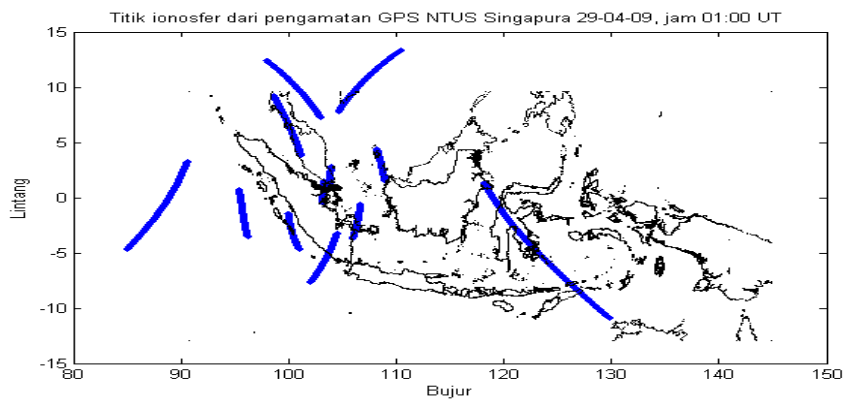 Titik ionosfer dari pengamatan GPS NTUS Singapura 29-04-09, jam 01:00 UT
15
10
5
0
-5
-10
-15
Lintang
80 90 100 110 120 130 140 150
Bujur